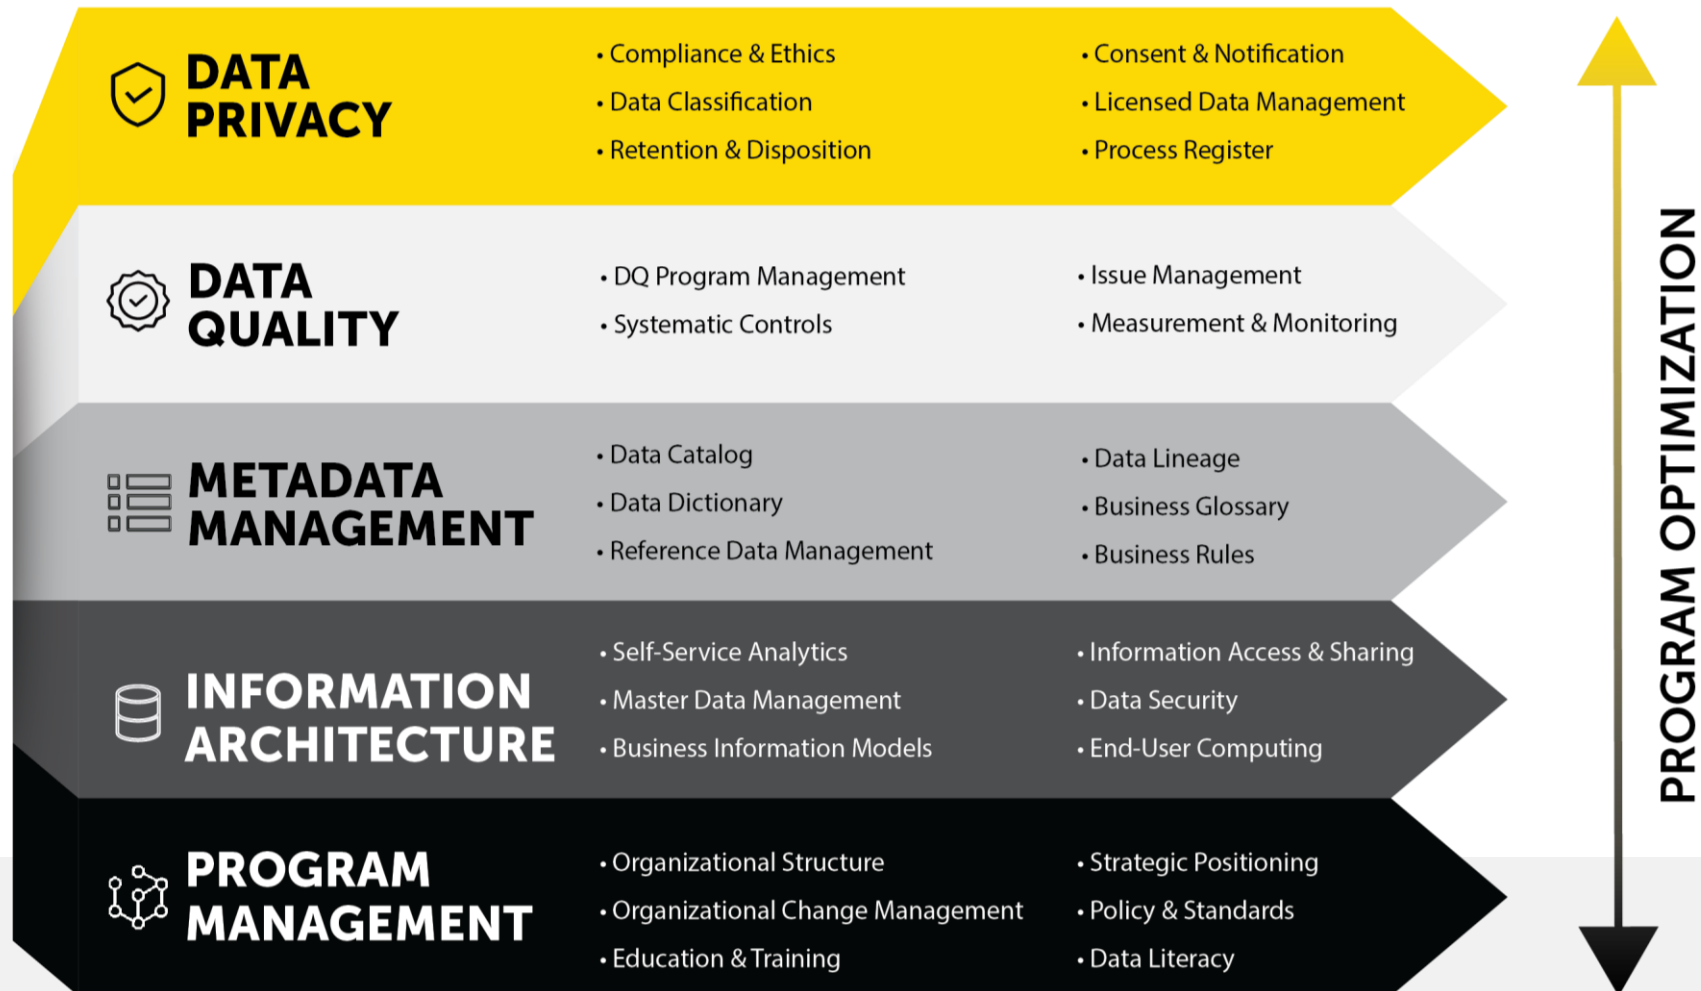 DATA
PRIVACY
• Compliance & Ethics
• Data Classification
• Retention & Disposition
• Consent & Notification
• Licensed Data Management
• Process Register
DATA
QUALITY
• DQ Program Management
• Systematic Controls
• Issue Management
• Measurement & Monitoring
METADATA
MANAGEMENT
• Data Catalog
• Data Dictionary
• Reference Data Management
• Data Lineage
• Business Glossary
• Business Rules
INFORMATION
ARCHITECTURE
• Self-Service Analytics
• Master Data Management
• Business Information Models
• Information Access & Sharing
• Data Security
• End-User Computing
PROGRAM
MANAGEMENT
• Organizational Structure
• Organizational Change Management
• Education & Training
• Strategic Positioning
• Policy & Standards
• Data Literacy
PROGRAM OPTIMIZATION